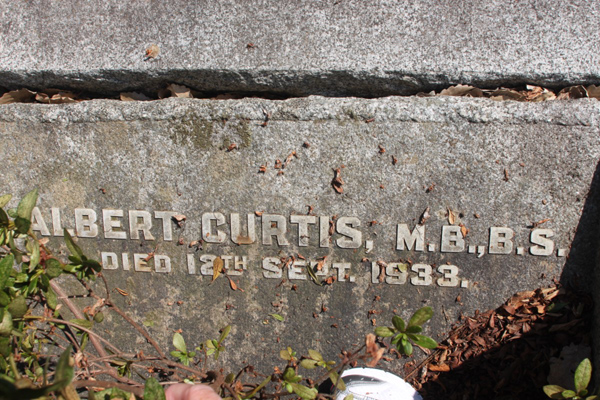 ALBERT CURTIS, M.B.,B.S.
DIED 12TH SEPT. 1933.